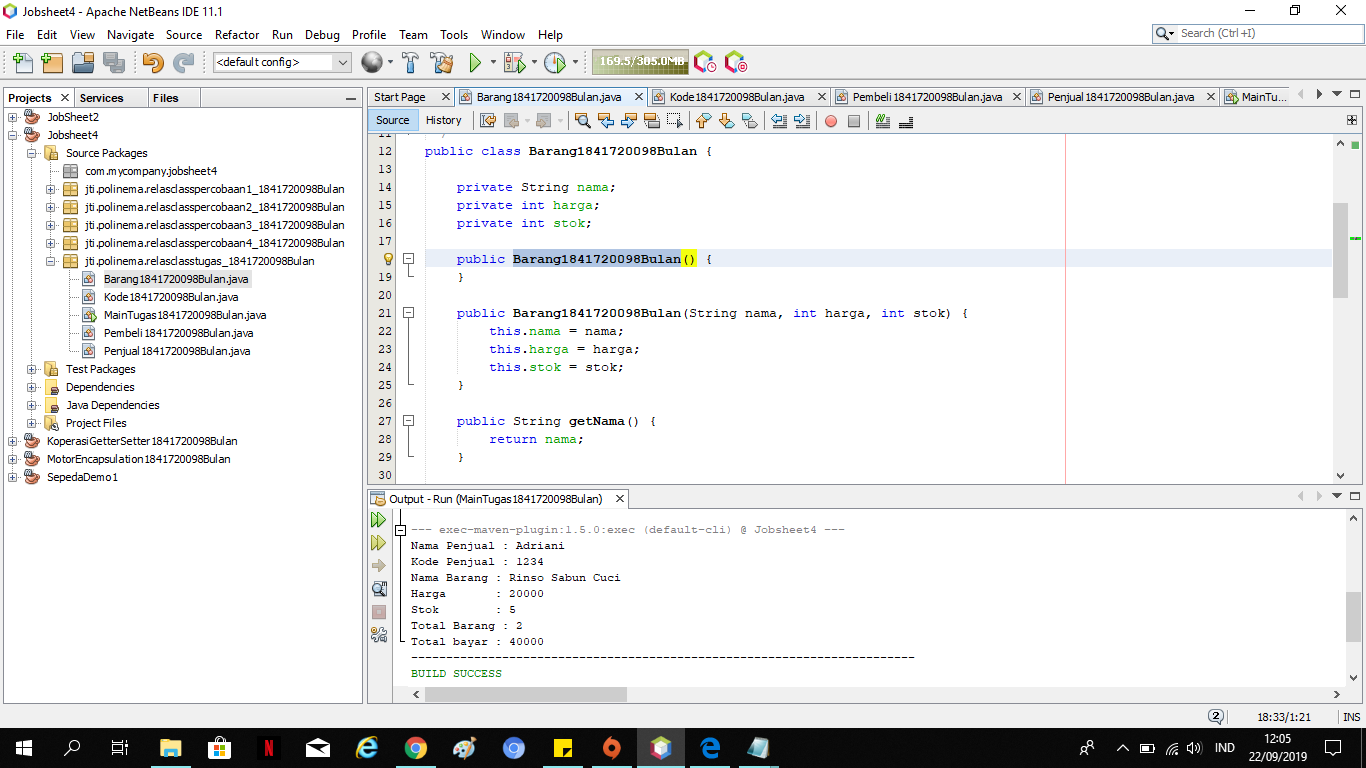 Jobsheet4 - Apache NetBeans IDE 11.1
File Edit View Navigate Source Refactor Run Debug Profile Team Tools Window Help
Search (Ctrl+I)
<default config>
169.5/305.0MB
Projects Services Files
JobSheet2
Jobsheet4
Source Packages
com.mycompany.jobsheet4
jti.polinema.relasclasspercobaan1_1841720098Bulan
jti.polinema.relasclasspercobaan2_1841720098Bulan
jti.polinema.relasclasspercobaan3_1841720098Bulan
jti.polinema.relasclasspercobaan4_1841720098Bulan
jti.polinema.relasclasstugas_1841720098Bulan
Barang1841720098Bulan.java
Kode1841720098Bulan.java
MainTugas1841720098Bulan.java
Pembeli1841720098Bulan.java
Penjual1841720098Bulan.java
Test Packages
Dependencies
Java Dependencies
Project Files
KoperasiGetterSetter1841720098Bulan
MotorEncapsulation1841720098Bulan
SepedaDemo1
Start Page Barang1841720098Bulan.java Kode1841720098Bulan.java Pembeli1841720098Bulan.java Penjual1841720098Bulan.java MainTu...
Source History
11 */
12 public class Barang1841720098Bulan {
13
14 private String nama;
15 private int harga;
16 private int stok;
17
public Barang1841720098Bulan() {
19 }
20
21 public Barang1841720098Bulan(String nama, int harga, int stok) {
22 this.nama = nama;
23 this.harga = harga;
24 this.stok = stok;
25 }
26
27 public String getNama() {
28 return nama;
29 }
30
Output - Run (MainTugas1841720098Bulan)
--- exec-maven-plugin:1.5.0:exec (default-cli) @ Jobsheet4 ---
Nama Penjual : Adriani
Kode Penjual : 1234
Nama Barang : Rinso Sabun Cuci
Harga : 20000
Stok : 5
Total Barang : 2
Total bayar : 40000
------------------------------------------------------------------------
BUILD SUCCESS
2 18:33/1:21 INS
IND
12:05
22/09/2019